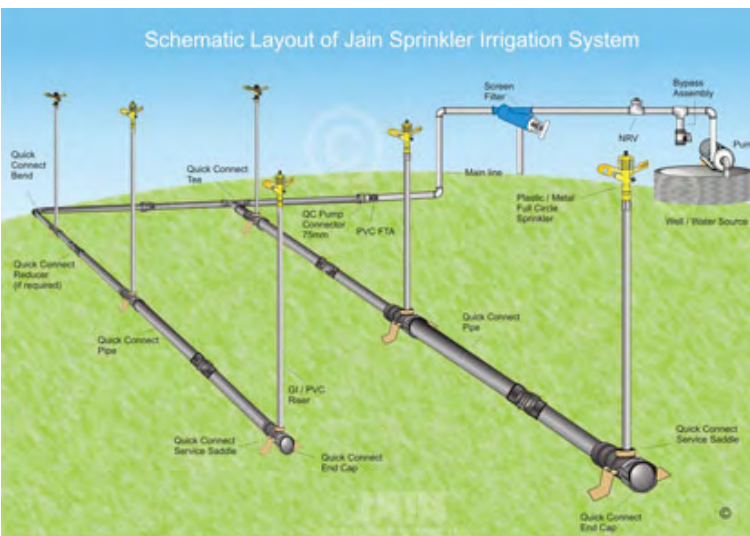 Schematic Layout of Jain Sprinkler Irrigation System
Screen
Filter
Bypass
Assembly
NRV
Pum
Quick
Connect
Bend
Quick Connect
Tee
Main line
QC Pump
Connector
75mm
PVC FTA
Plastic / Metal
Full Circle
Sprinkler
Well / Water Source
Quick Connect
Reducer
(if required)
Quick Connect
Pipe
Quick Connect
Pipe
GI / PVC
Riser
Quick Connect
Service Saddle
Quick Connect
End Cap
Quick Connect
Service Saddle
Quick Connect
End Cap
©